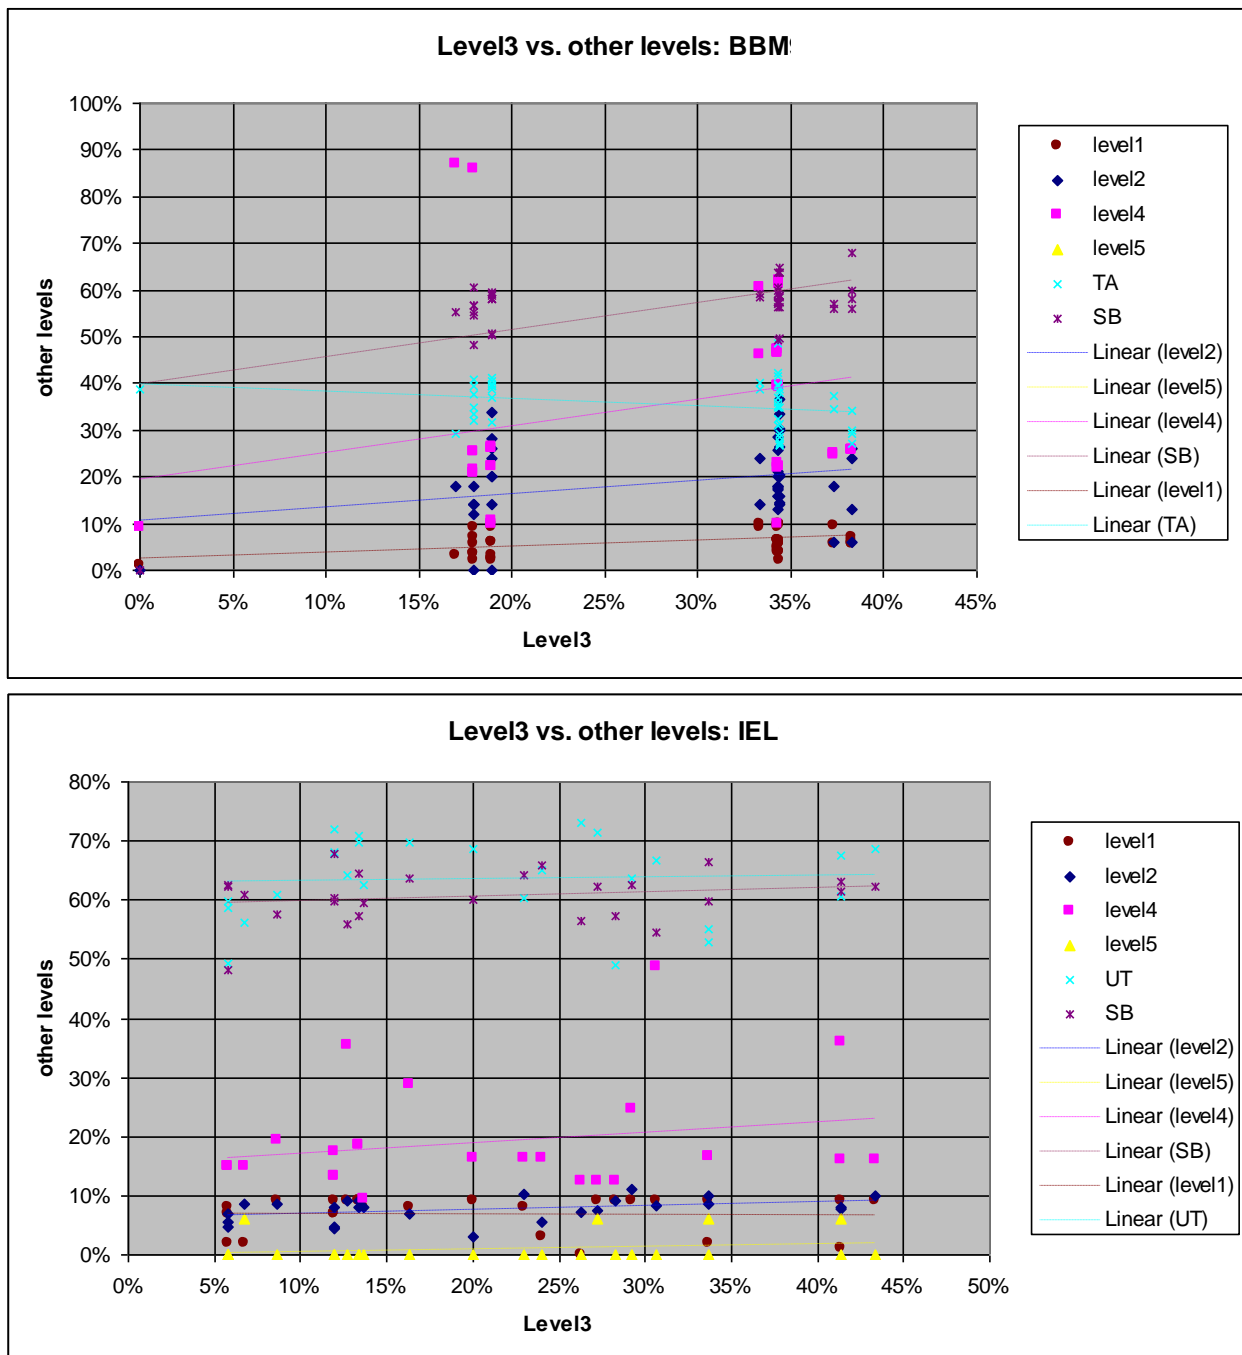 Level3 vs. other levels: BBM
100%
90%
80%
70%
60%
50%
40%
30%
20%
10%
0%
other levels
0% 5% 10% 15% 20% 25% 30% 35% 40% 45%
Level3
level1
level2
level4
level5
TA
SB
Linear (level2)
Linear (level5)
Linear (level4)
Linear (SB)
Linear (level1)
Linear (TA)
Level3 vs. other levels: IEL
80%
70%
60%
50%
40%
30%
20%
10%
0%
other levels
0% 5% 10% 15% 20% 25% 30% 35% 40% 45% 50%
Level3
level1
level2
level4
level5
UT
SB
Linear (level2)
Linear (level5)
Linear (level4)
Linear (SB)
Linear (level1)
Linear (UT)